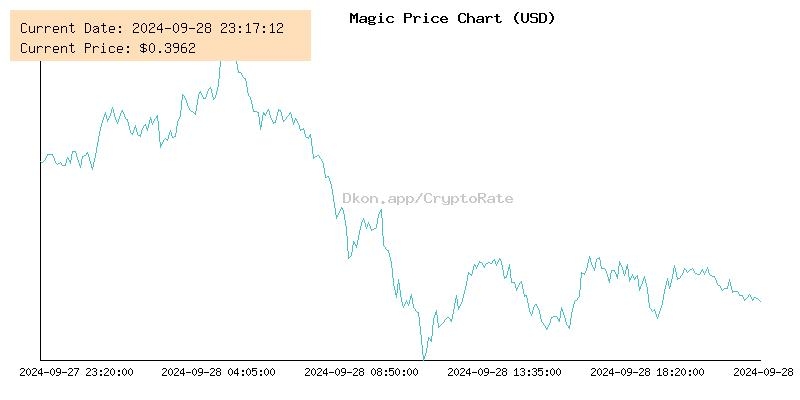 Magic Price Chart (USD)
Current Date: 2024-09-28 23:17:12
Current Price: $0.3962
Dkon.app/CryptoRate
2024-09-27 23:20:00 2024-09-28 04:05:00 2024-09-28 08:50:00 2024-09-28 13:35:00 2024-09-28 18:20:00 2024-09-28